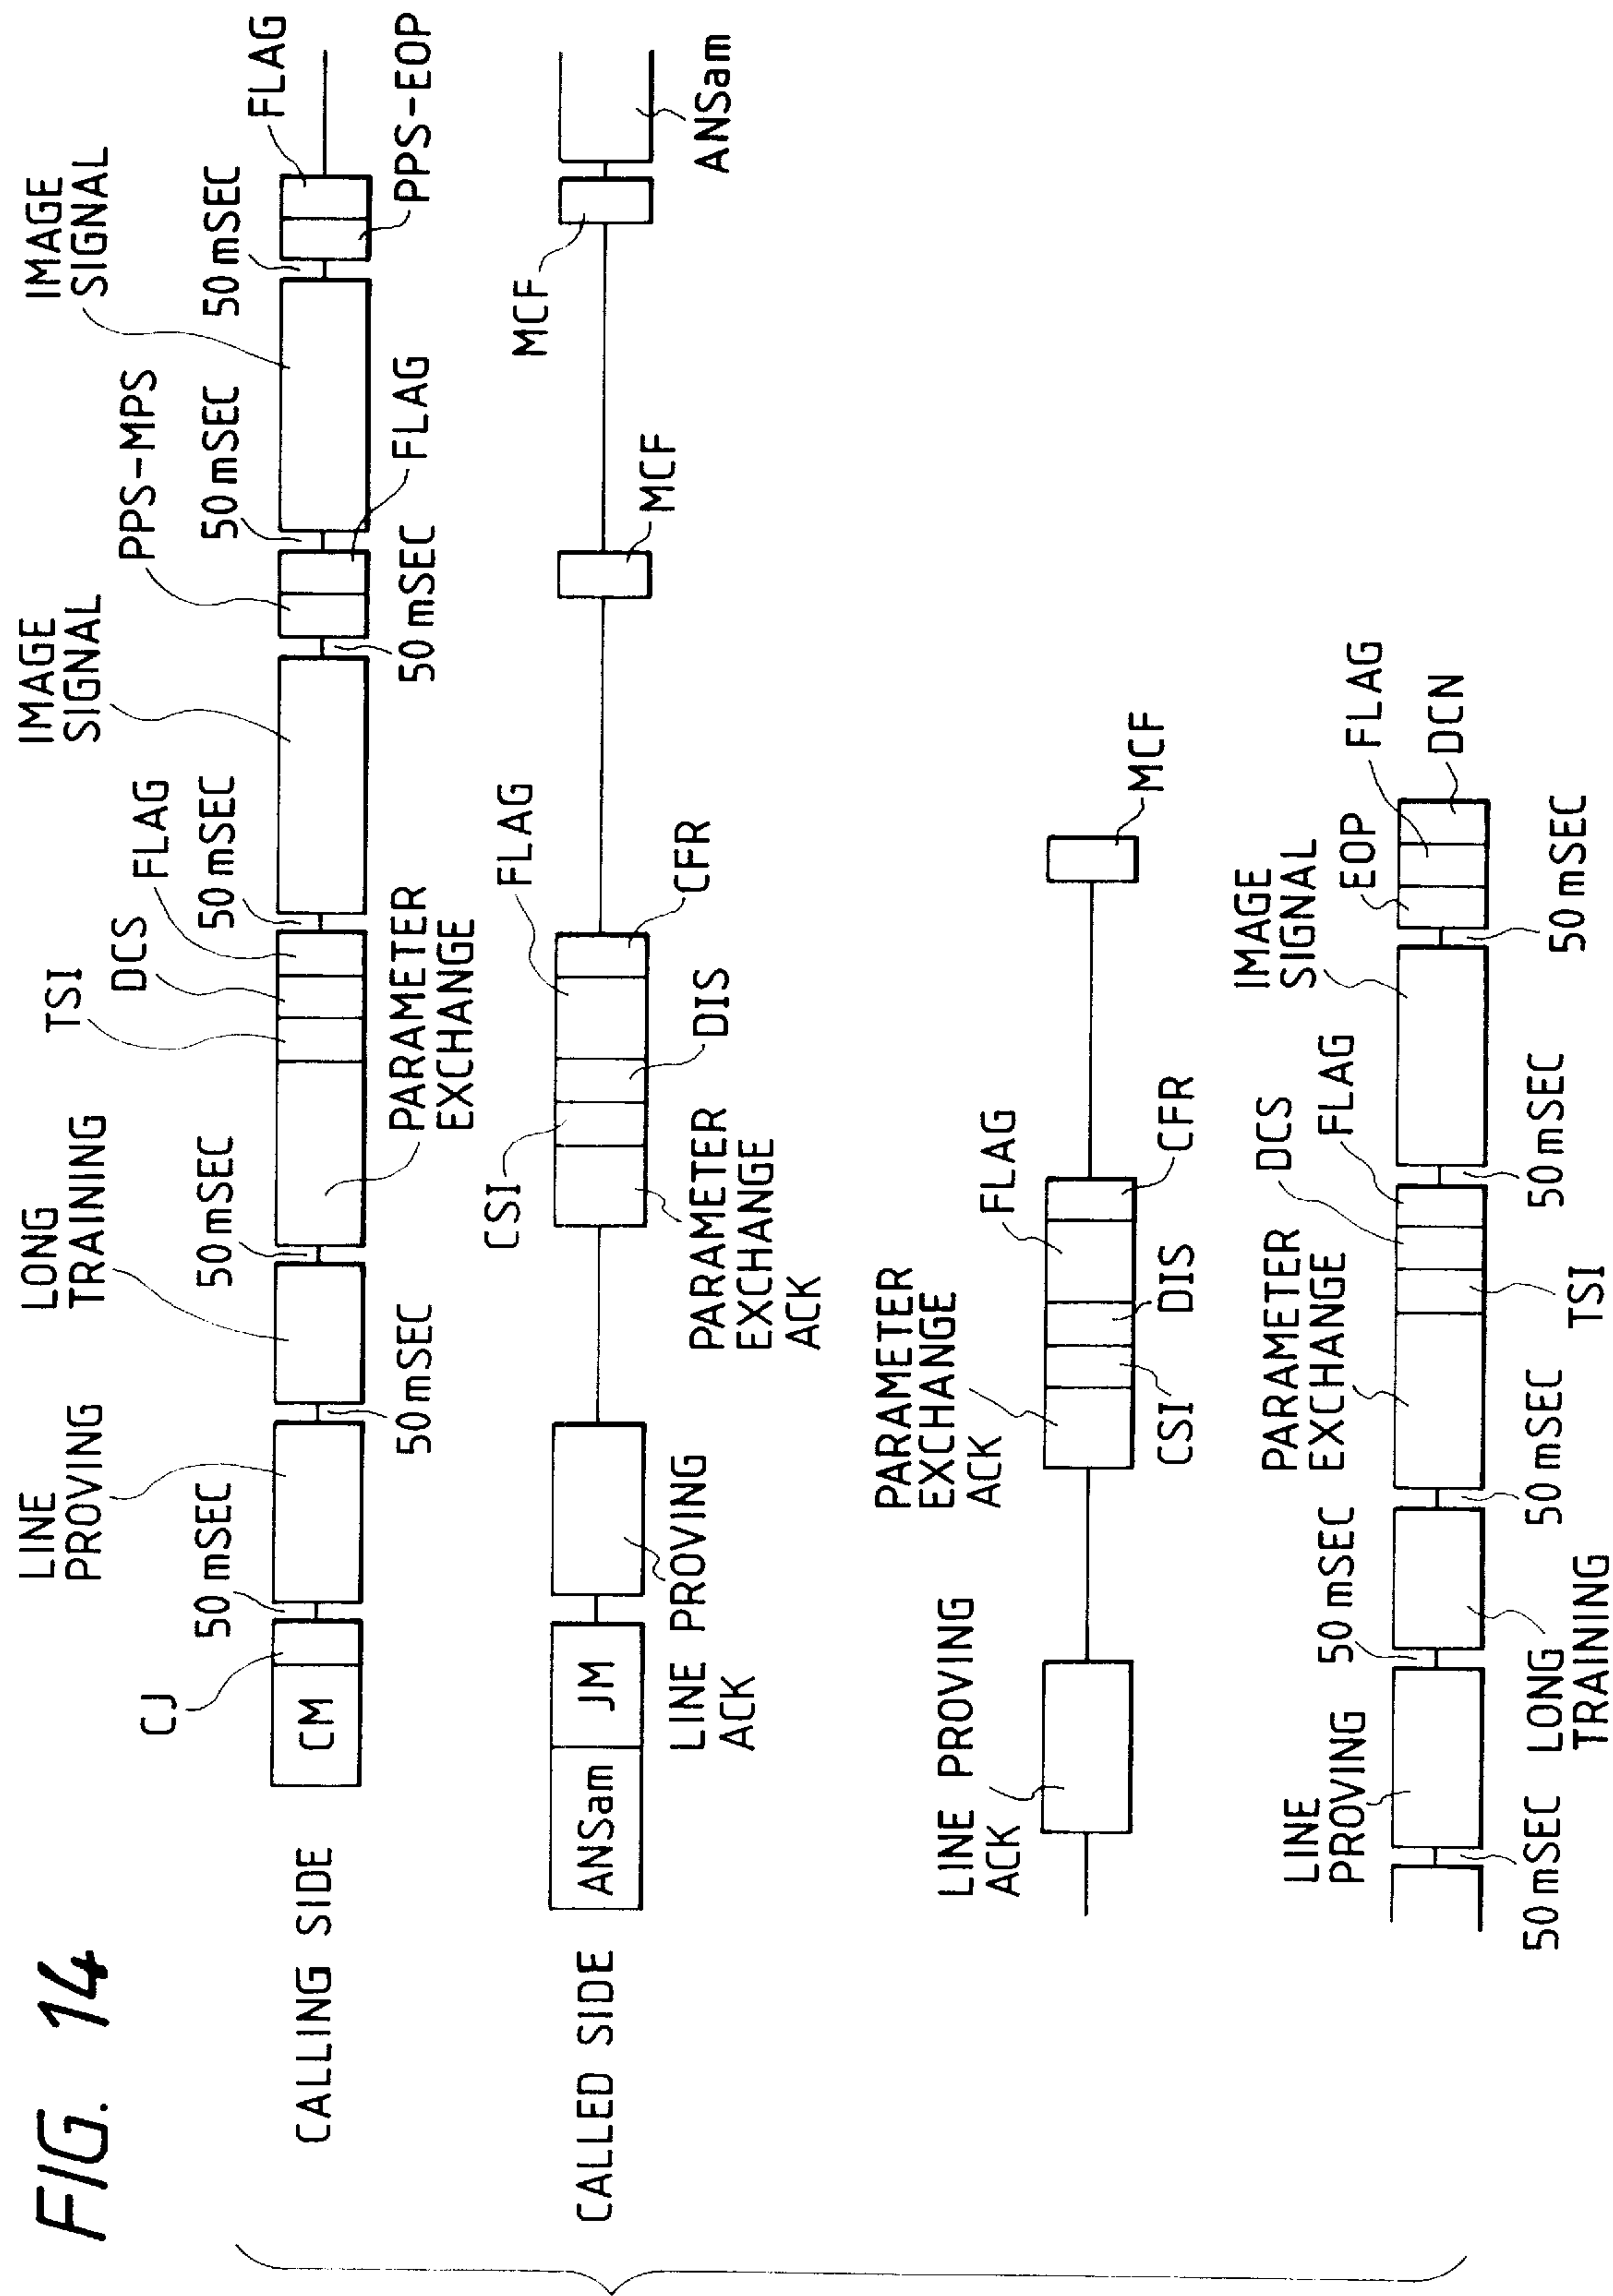 FIG. 14
CALLING SIDE
CM
CJ
50 mSEC
LINE
PROVING
50 mSEC
LONG
TRAINING
50 mSEC
PARAMETER
EXCHANGE
TSI
DCS
FLAG
50 mSEC
IMAGE
SIGNAL
50 mSEC
PPS-MPS
FLAG
50 mSEC
IMAGE
SIGNAL
50 mSEC
PPS-EOP
FLAG
CALLED SIDE
ANSam
JM
LINE PROVING
ACK
PARAMETER
EXCHANGE
ACK
CSI
DIS
FLAG
CFR
MCF
MCF
ANSam
LINE PROVING
ACK
PARAMETER
EXCHANGE
ACK
CSI
DIS
FLAG
CFR
MCF
50 mSEC
LINE
PROVING
50 mSEC
LONG
TRAINING
50 mSEC
PARAMETER
EXCHANGE
TSI
DCS
FLAG
50 mSEC
IMAGE
SIGNAL
50 mSEC
EOP
FLAG
DCN